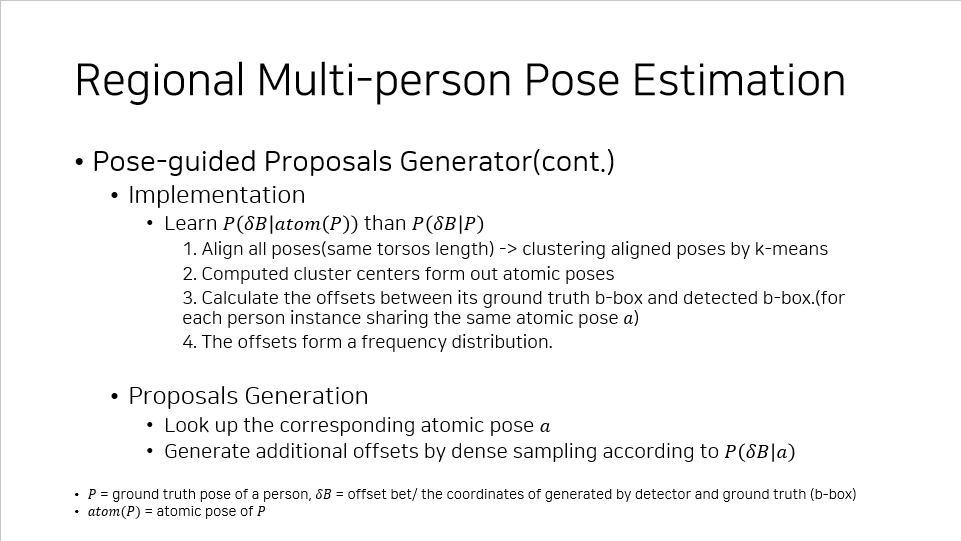 Regional Multi-person Pose Estimation
• Pose-guided Proposals Generator(cont.)
• Implementation
• Learn P(δB|atom(P)) than P(δB|P)
1. Align all poses(same torsos length) -> clustering aligned poses by k-means
2. Computed cluster centers form out atomic poses
3. Calculate the offsets between its ground truth b-box and detected b-box.(for
each person instance sharing the same atomic pose a)
4. The offsets form a frequency distribution.
• Proposals Generation
• Look up the corresponding atomic pose a
• Generate additional offsets by dense sampling according to P(δB|a)
• P = ground truth pose of a person, δB = offset bet/ the coordinates of generated by detector and ground truth (b-box)
• atom(P) = atomic pose of P